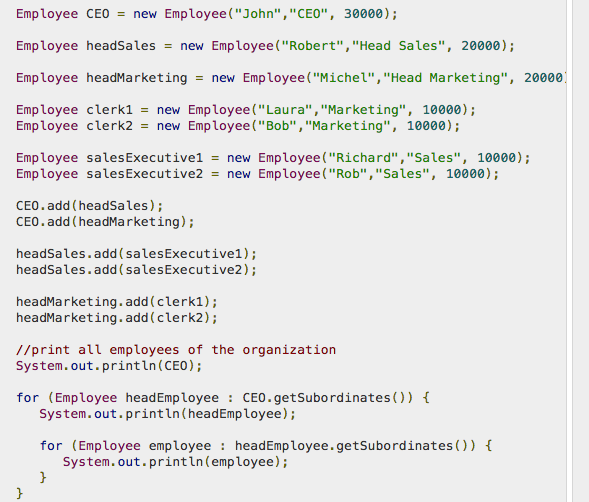 Employee CEO = new Employee("John","CEO", 30000);
Employee headSales = new Employee("Robert","Head Sales", 20000);
Employee headMarketing = new Employee("Michel","Head Marketing", 20000)
Employee clerk1 = new Employee("Laura","Marketing", 10000);
Employee clerk2 = new Employee("Bob","Marketing", 10000);
Employee salesExecutive1 = new Employee("Richard","Sales", 10000);
Employee salesExecutive2 = new Employee("Rob","Sales", 10000);
CEO.add(headSales);
CEO.add(headMarketing);
headSales.add(salesExecutive1);
headSales.add(salesExecutive2);
headMarketing.add(clerk1);
headMarketing.add(clerk2);
//print all employees of the organization
System.out.println(CEO);
for (Employee headEmployee : CEO.getSubordinates()) {
System.out.println(headEmployee);
for (Employee employee : headEmployee.getSubordinates()) {
System.out.println(employee);
}
}